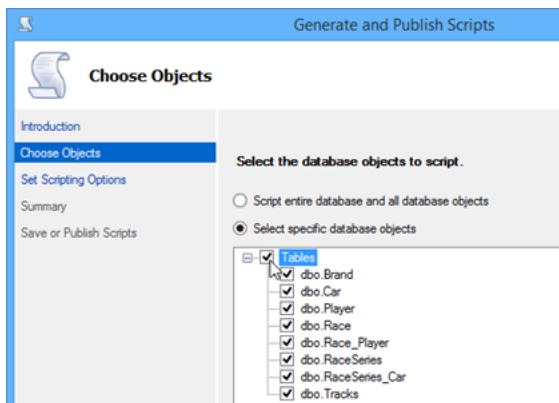 Generate and Publish Scripts
Choose Objects
Introduction
Choose Objects
Set Scripting Options
Summary
Save or Publish Scripts
Select the database objects to script.
Script entire database and all database objects
Select specific database objects
Tables
dbo.Brand
dbo.Car
dbo.Player
dbo.Race
dbo.Race_Player
dbo.RaceSeries
dbo.RaceSeries_Car
dbo.Tracks